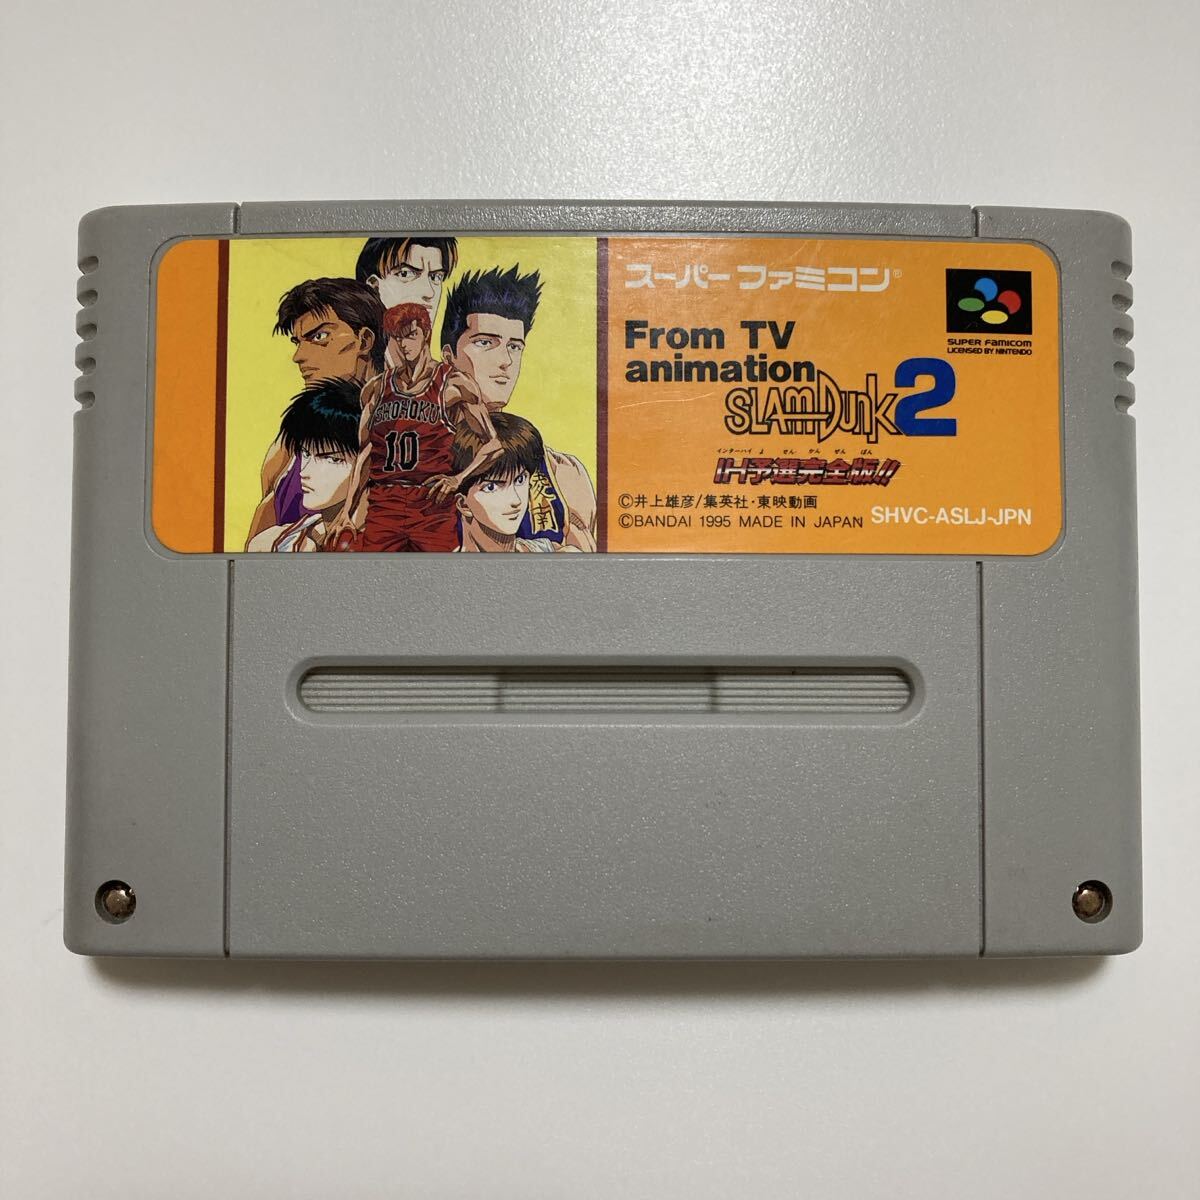 スーパーファミコン®
SUPER FAMICOM
LICENSED BY NINTENDO
From TV
animation
SLAM DUNK 2
インターハイ よ せん かん ぜん ばん
IH予選完全版!!
©井上雄彦/集英社・東映動画
©BANDAI 1995 MADE IN JAPAN
SHVC-ASLJ-JPN
SHOHOKU
10
陵南